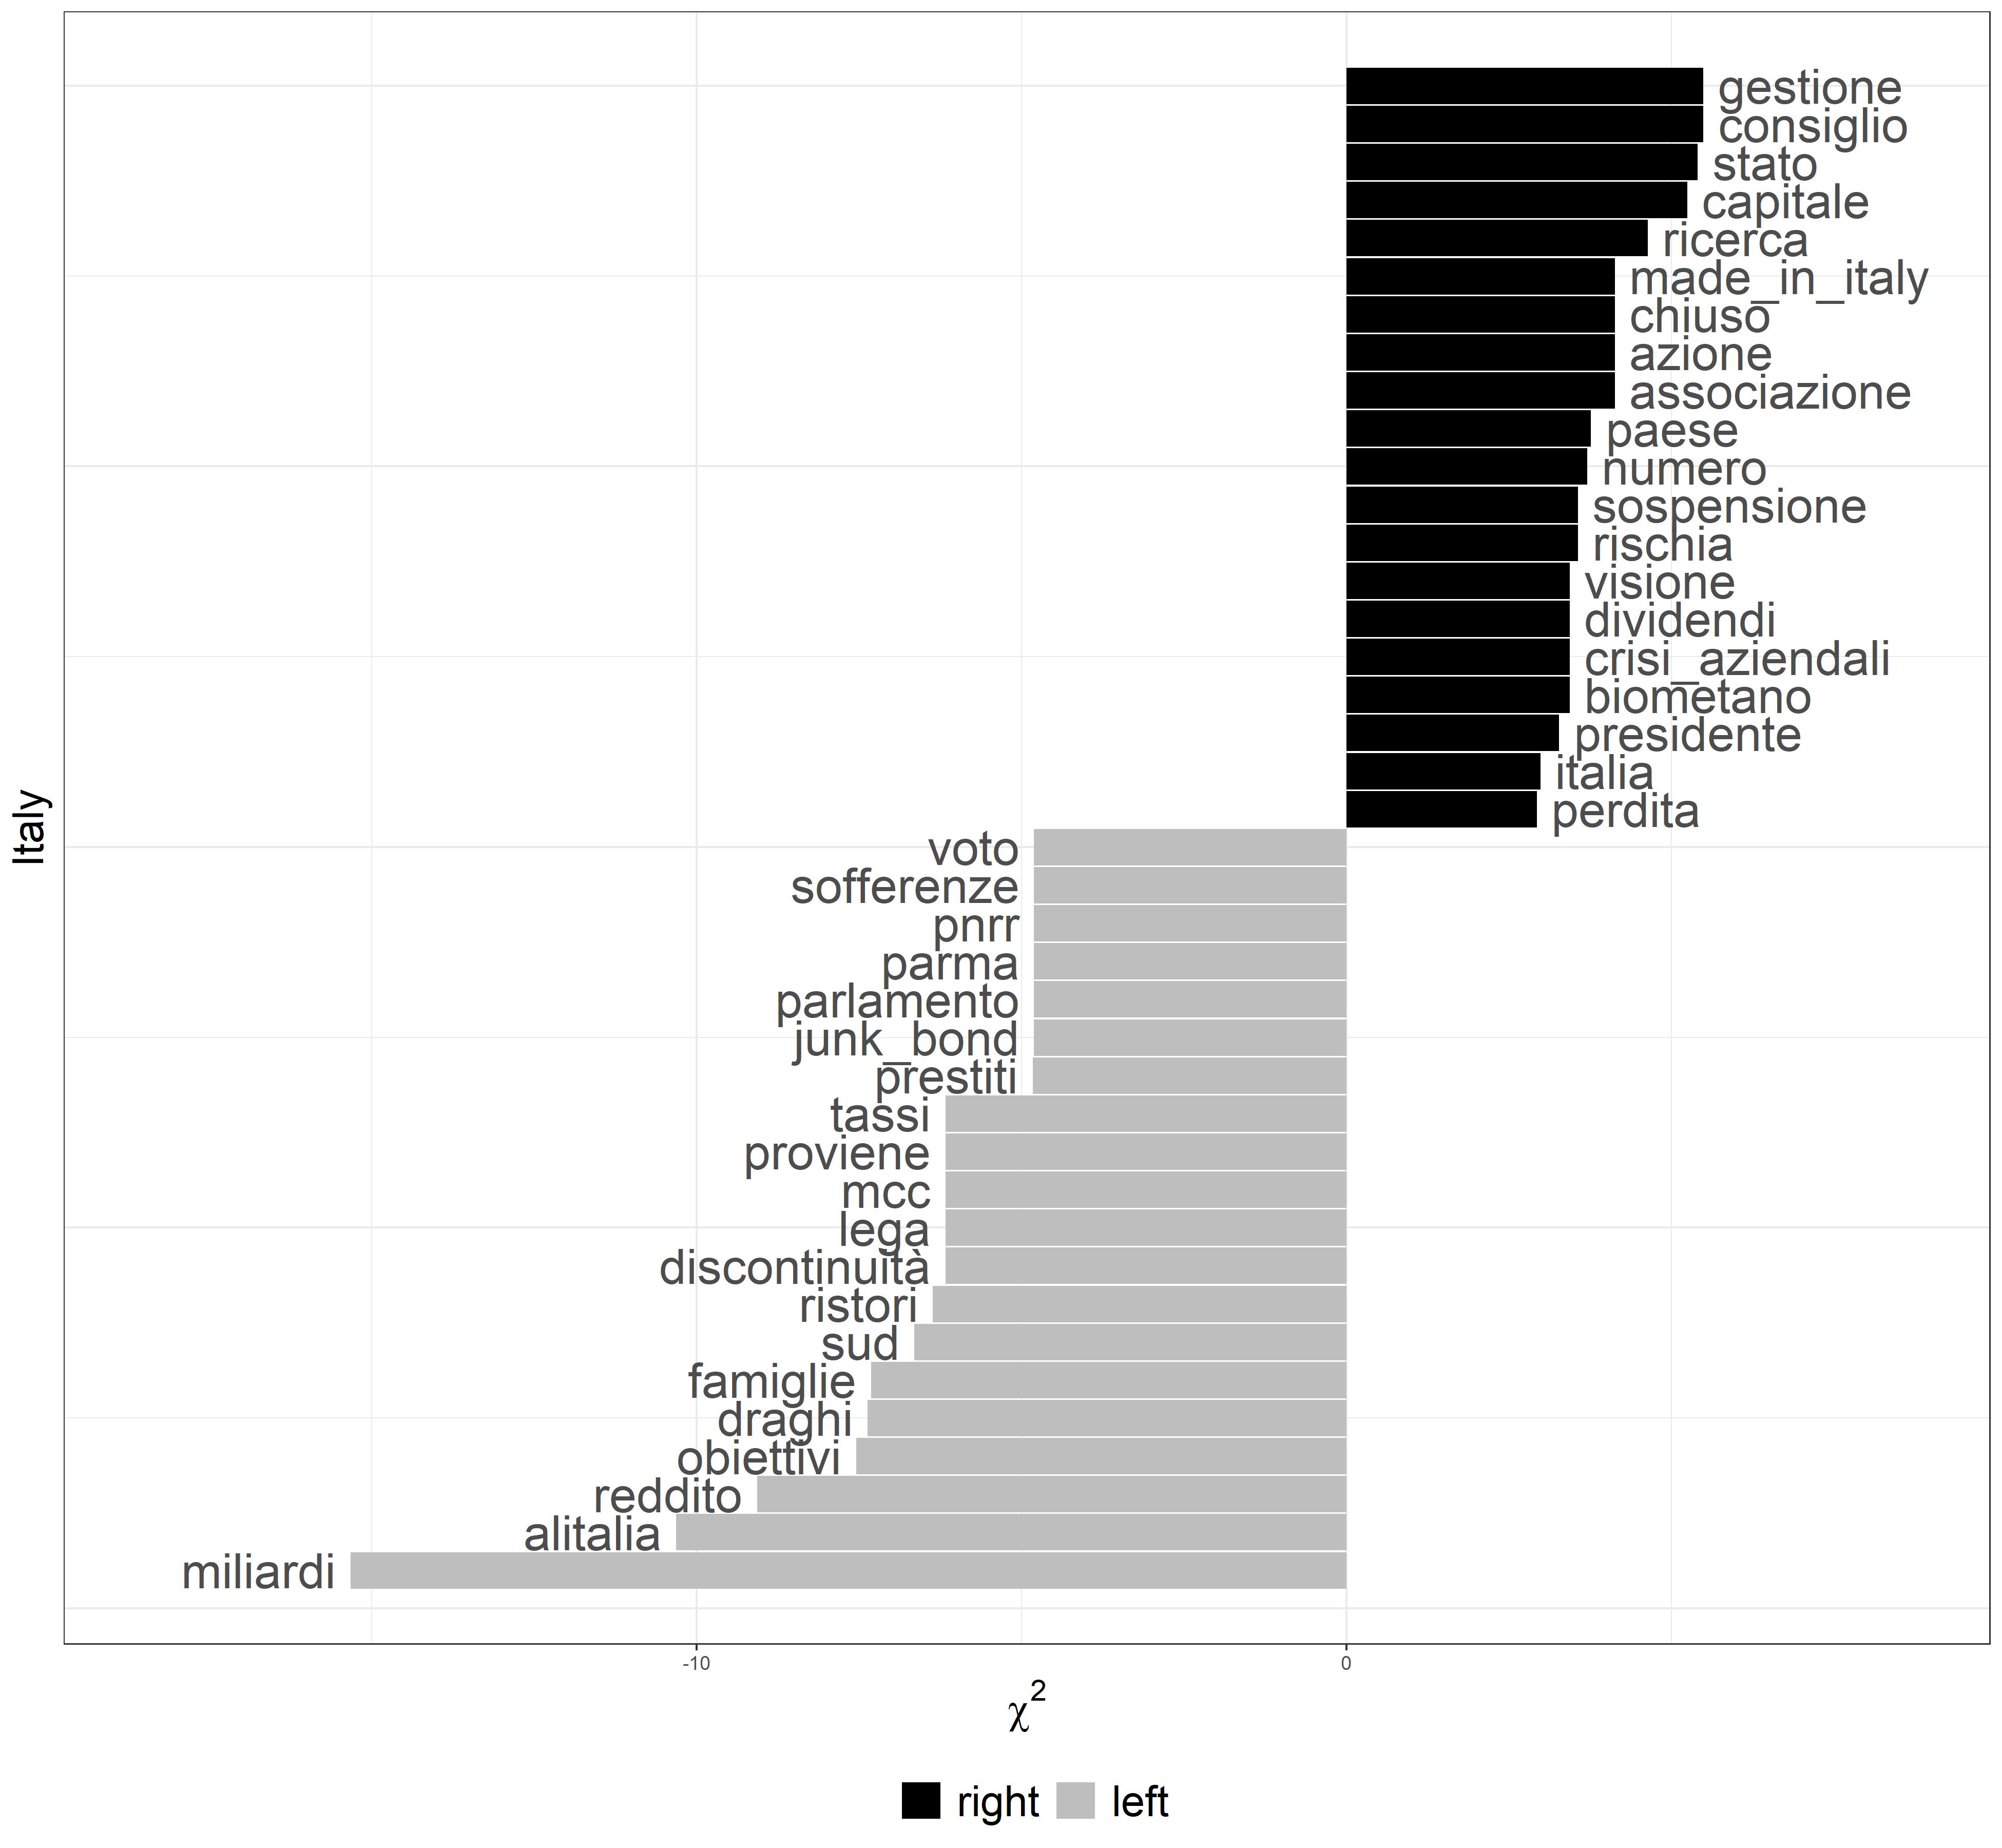 gestione
consiglio
stato
capitale
ricerca
made_in_italy
chiuso
azione
associazione
paese
numero
sospensione
rischia
visione
dividendi
crisi_aziendali
biometano
presidente
italia
perdita
Italy
voto
sofferenze
pnrr
parma
parlamento
junk_bond
prestiti
tassi
proviene
mcc
lega
discontinuità
ristori
sud
famiglie
draghi
obiettivi
reddito
alitalia
miliardi
-10 0
χ²
right left